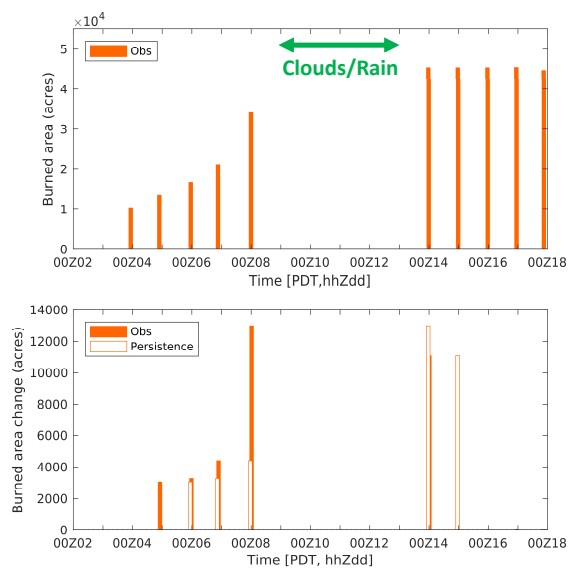 ×10⁴
5
4
3
2
1
0
Burned area (acres)
Obs
Clouds/Rain
00Z02 00Z04 00Z06 00Z08 00Z10 00Z12 00Z14 00Z16 00Z18
Time [PDT,hhZdd]
14000
12000
10000
8000
6000
4000
2000
0
Burned area change (acres)
Obs
Persistence
00Z02 00Z04 00Z06 00Z08 00Z10 00Z12 00Z14 00Z16 00Z18
Time [PDT, hhZdd]